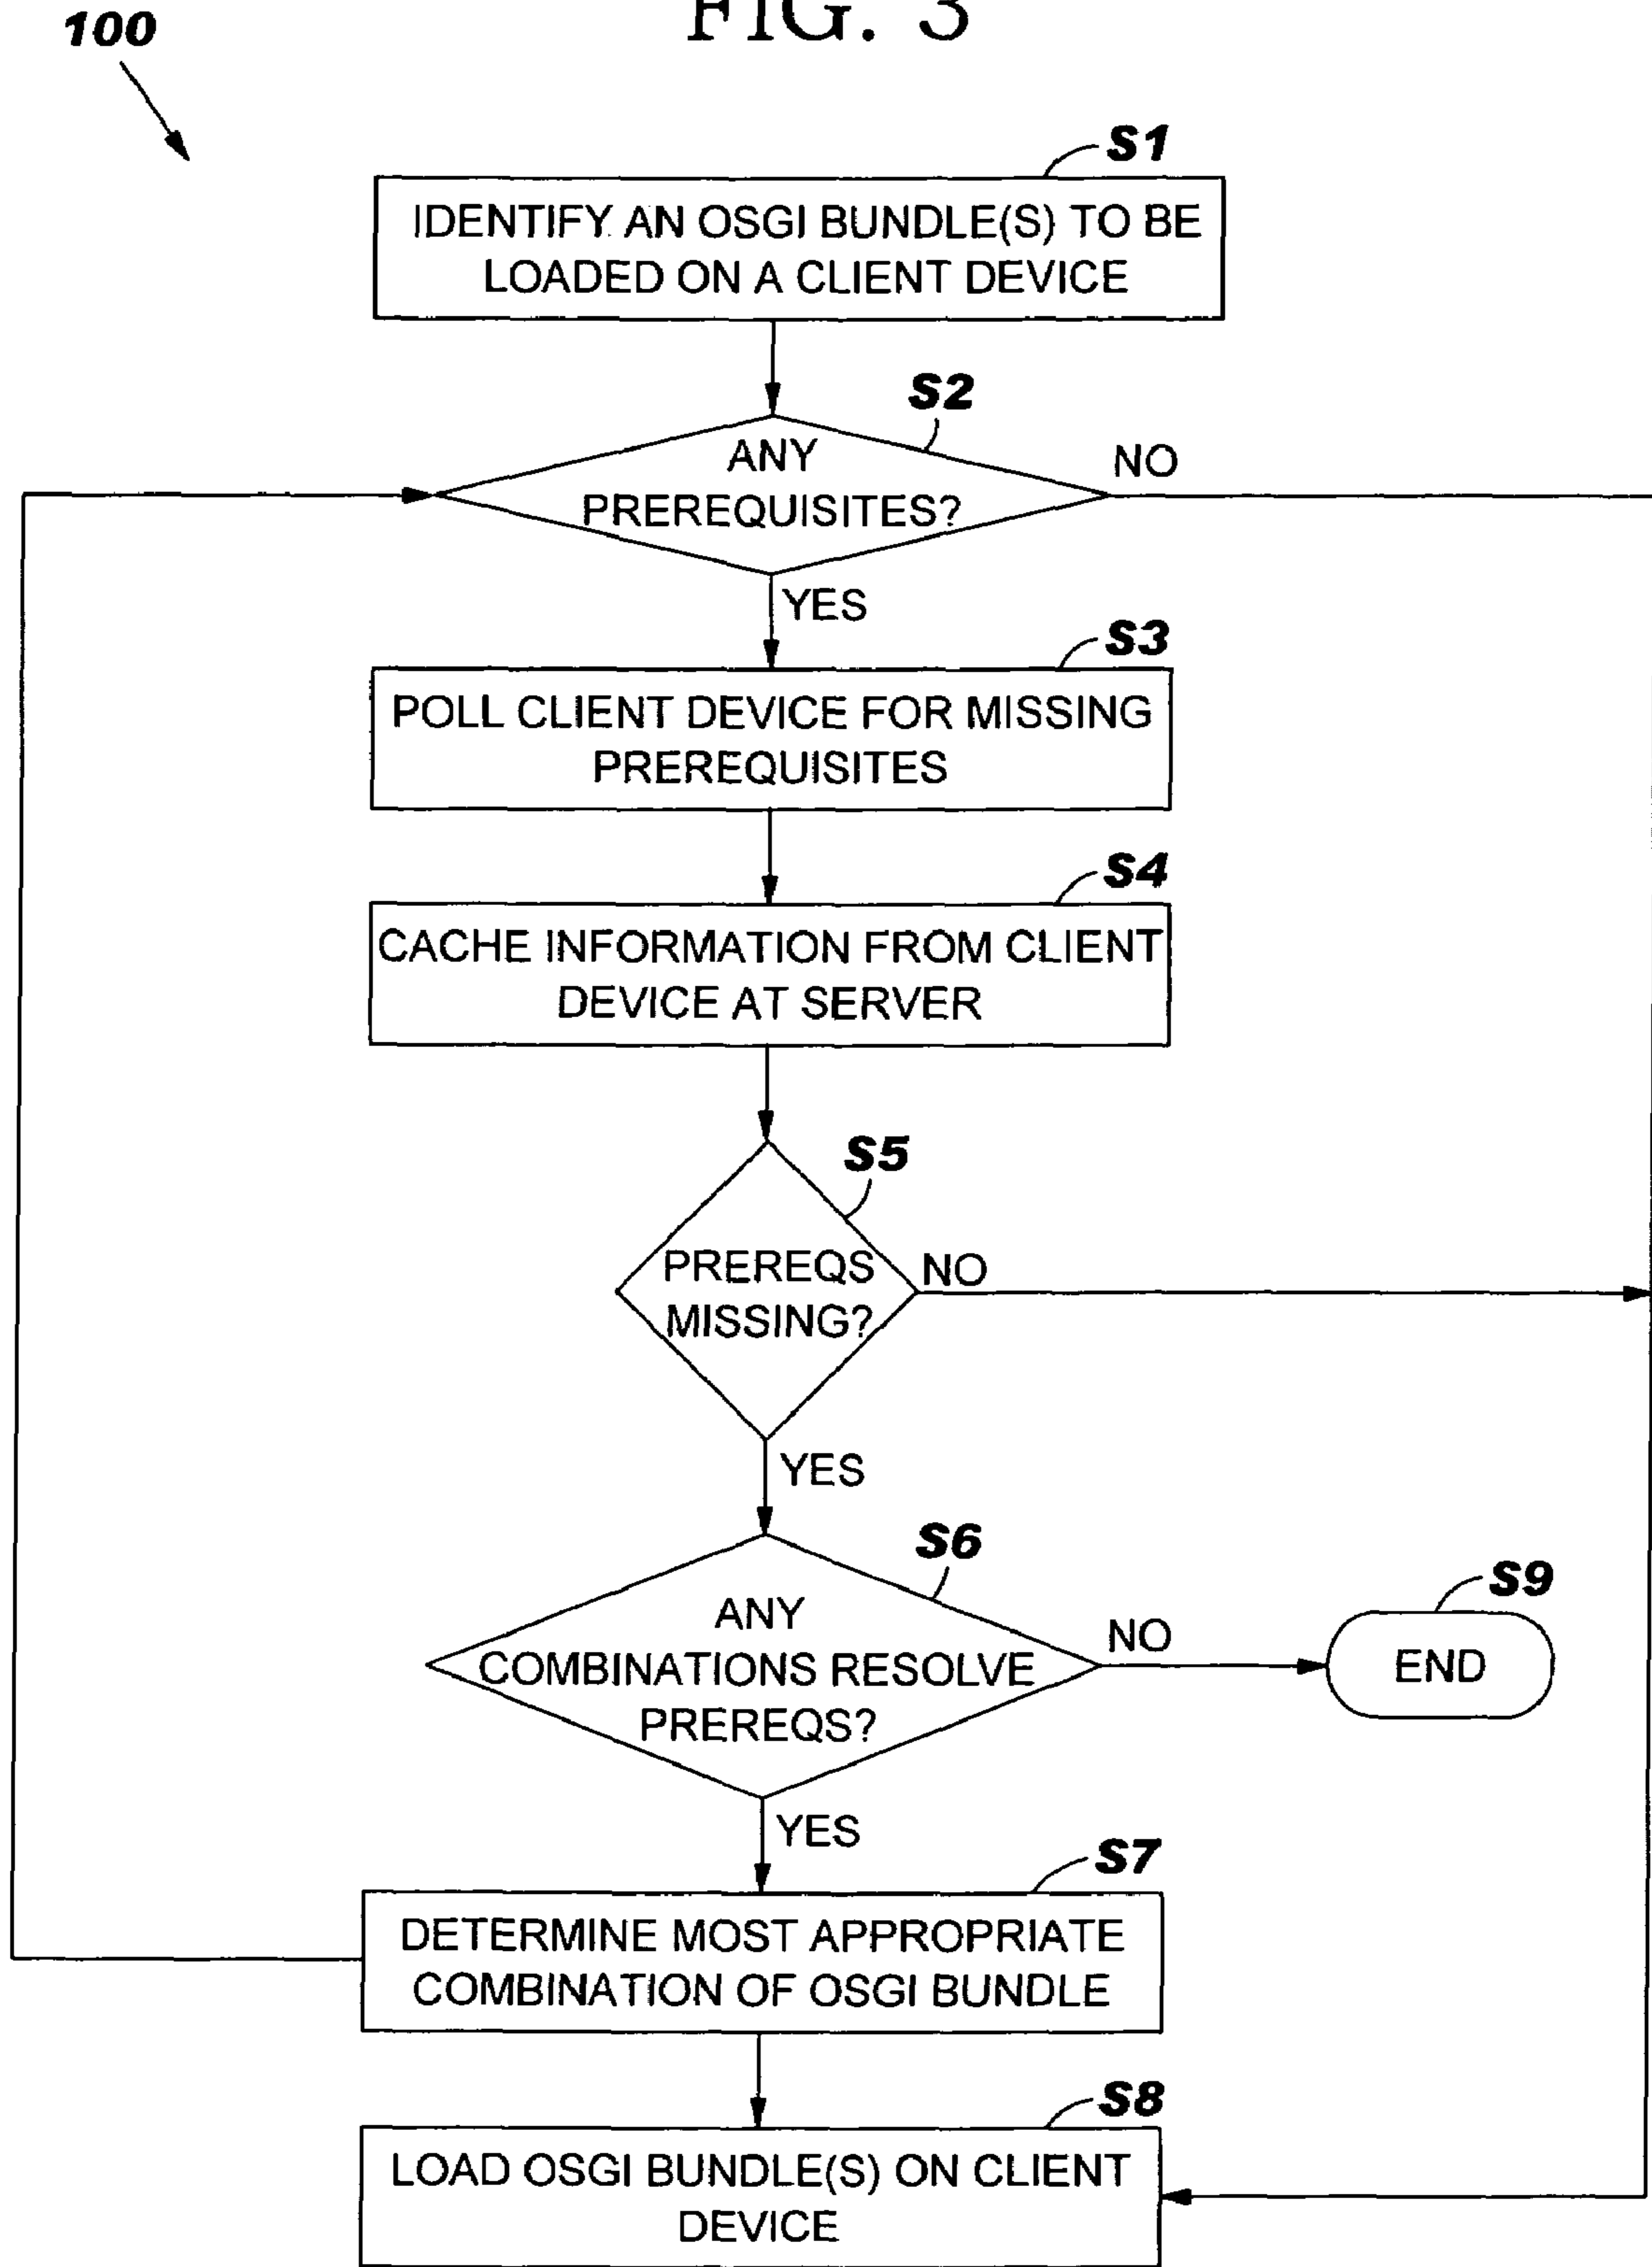 FIG. 3
100
S1
IDENTIFY AN OSGI BUNDLE(S) TO BE
LOADED ON A CLIENT DEVICE
S2
ANY
PREREQUISITES?
NO
YES
S3
POLL CLIENT DEVICE FOR MISSING
PREREQUISITES
S4
CACHE INFORMATION FROM CLIENT
DEVICE AT SERVER
S5
PREREQS
MISSING?
NO
YES
S6
ANY
COMBINATIONS RESOLVE
PREREQS?
NO
S9
END
YES
S7
DETERMINE MOST APPROPRIATE
COMBINATION OF OSGI BUNDLE
S8
LOAD OSGI BUNDLE(S) ON CLIENT
DEVICE